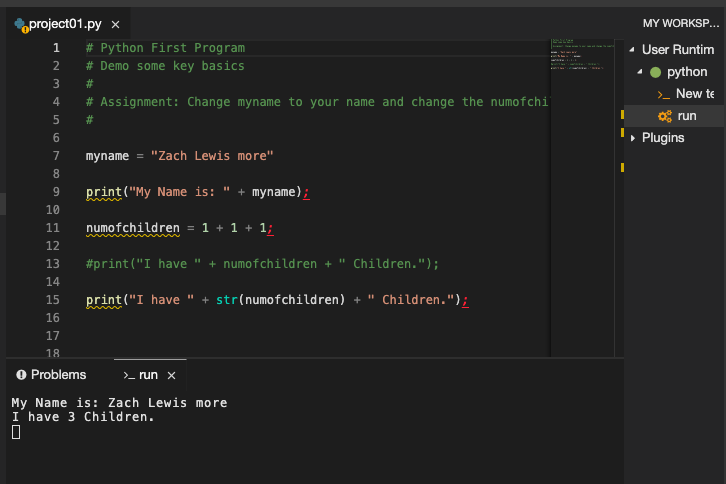 project01.py ×
MY WORKSP...
1 # Python First Program
2 # Demo some key basics
3 #
4 # Assignment: Change myname to your name and change the numofchi
5 #
6
7 myname = "Zach Lewis more"
8
9 print("My Name is: " + myname);
10
11 numofchildren = 1 + 1 + 1;
12
13 #print("I have " + numofchildren + " Children.");
14
15 print("I have " + str(numofchildren) + " Children.");
16
17
18
User Runtim
python
>_ New te
run
Plugins
Problems
>_ run ×
My Name is: Zach Lewis more
I have 3 Children.